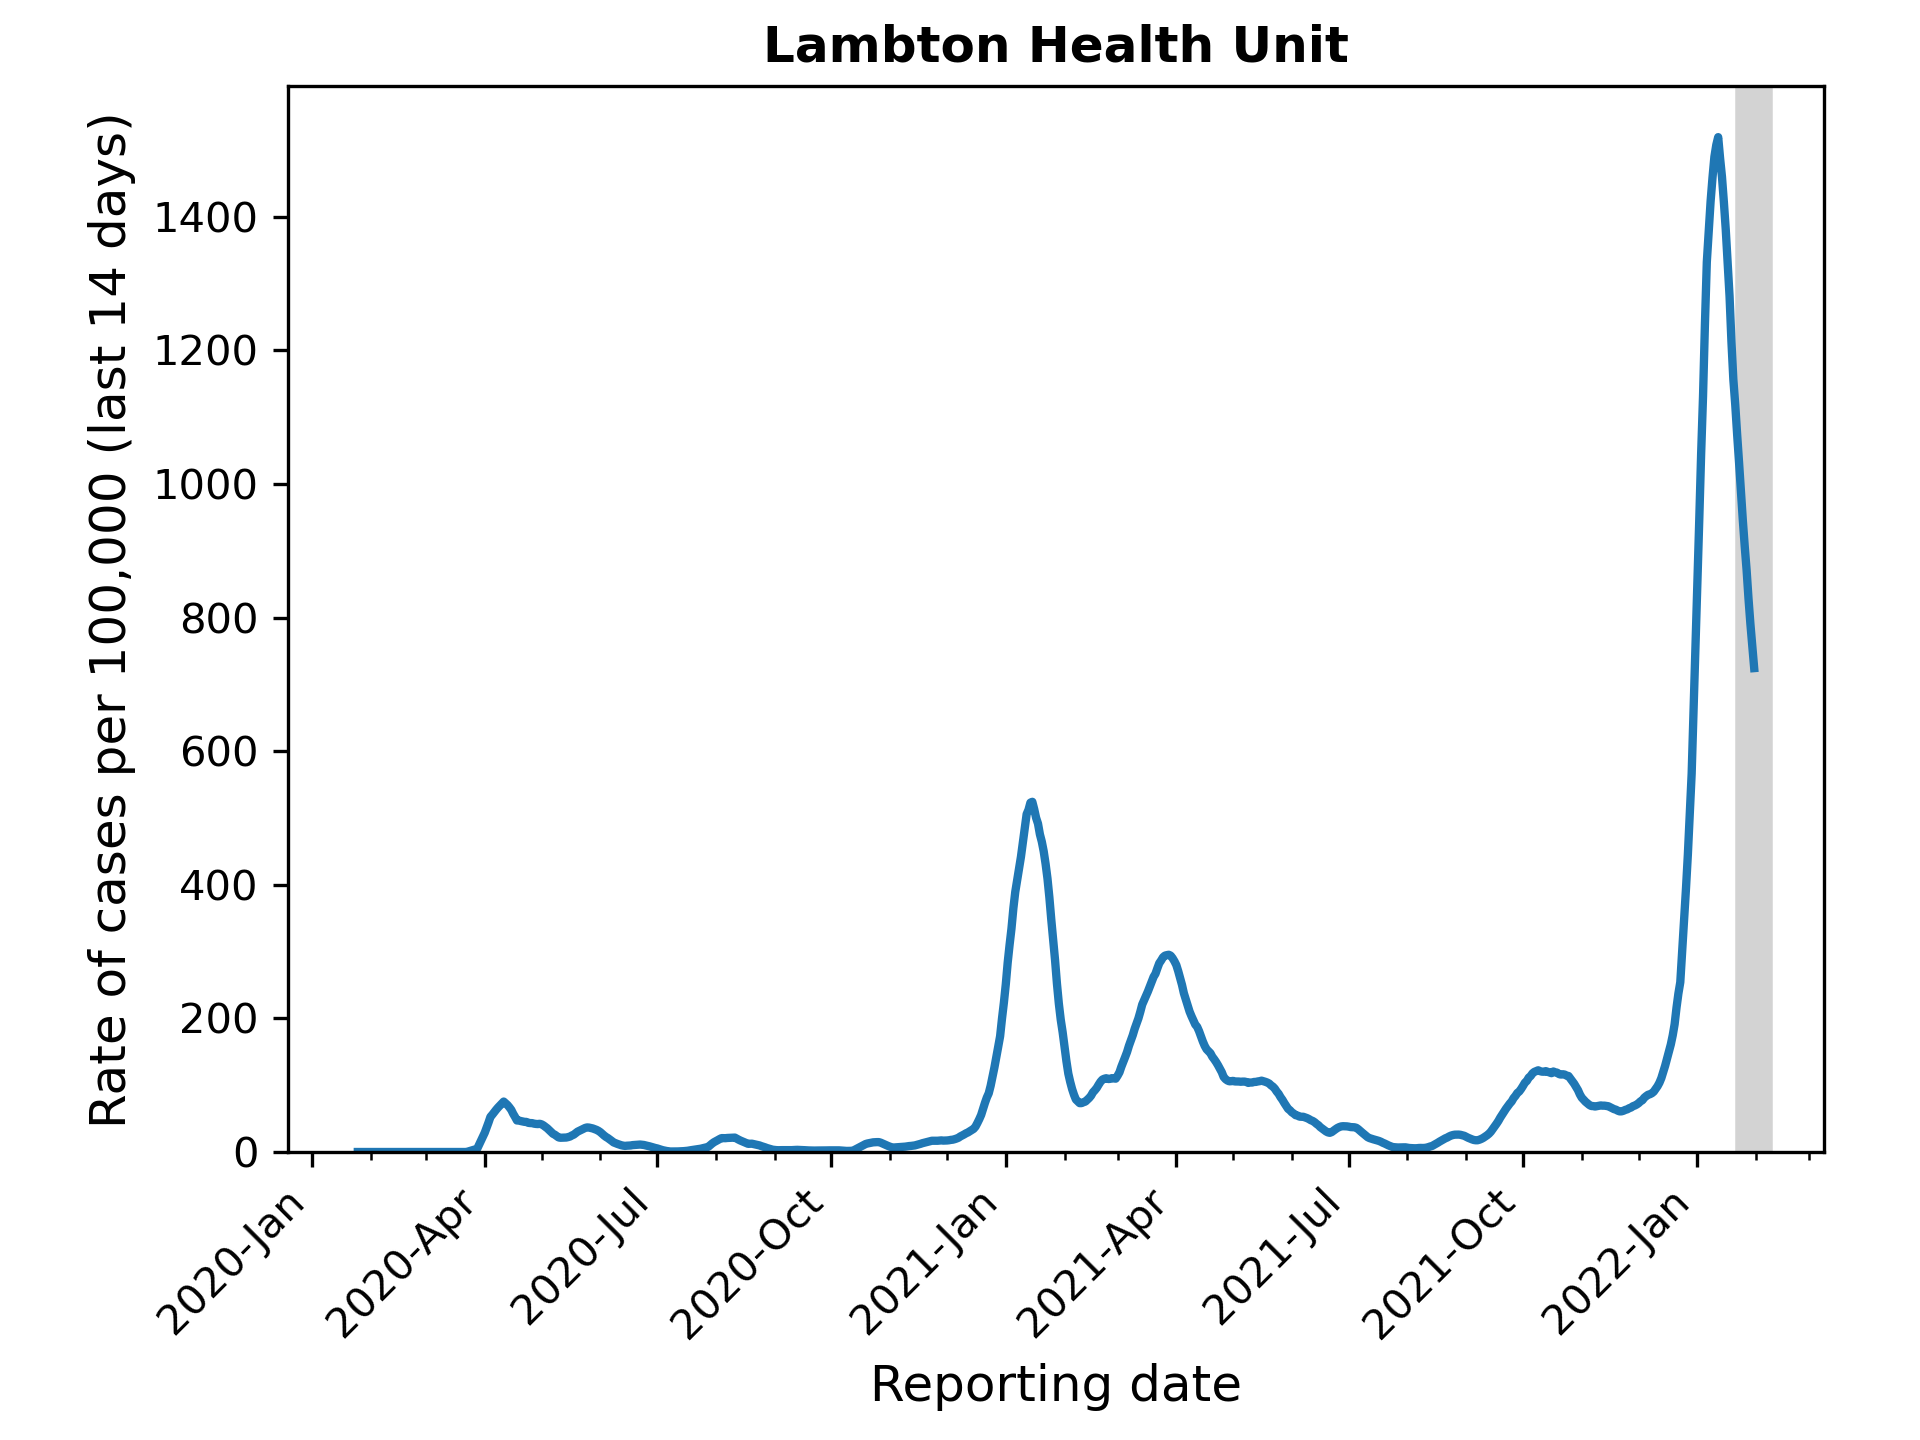 Lambton Health Unit
Rate of cases per 100,000 (last 14 days)
1400
1200
1000
800
600
400
200
0
2020-Jan
2020-Apr
2020-Jul
2020-Oct
2021-Jan
2021-Apr
2021-Jul
2021-Oct
2022-Jan
Reporting date